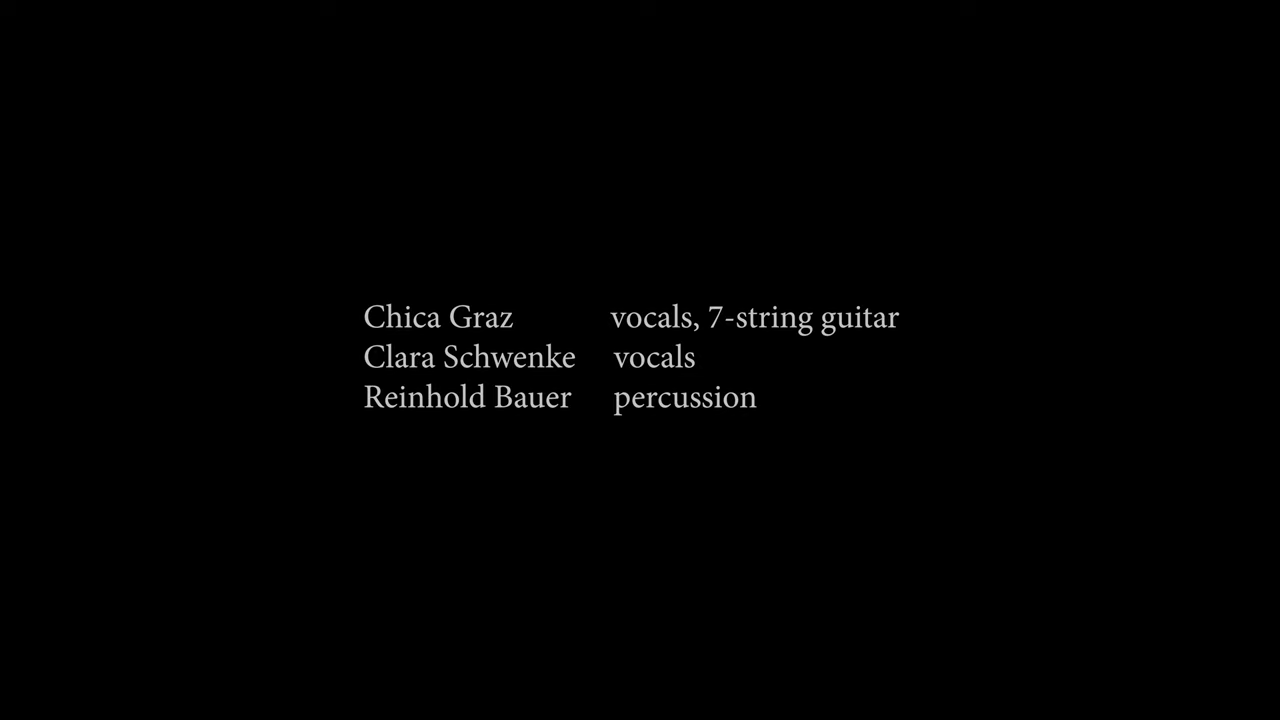 Chica Graz vocals, 7-string guitar
Clara Schwenke vocals
Reinhold Bauer percussion